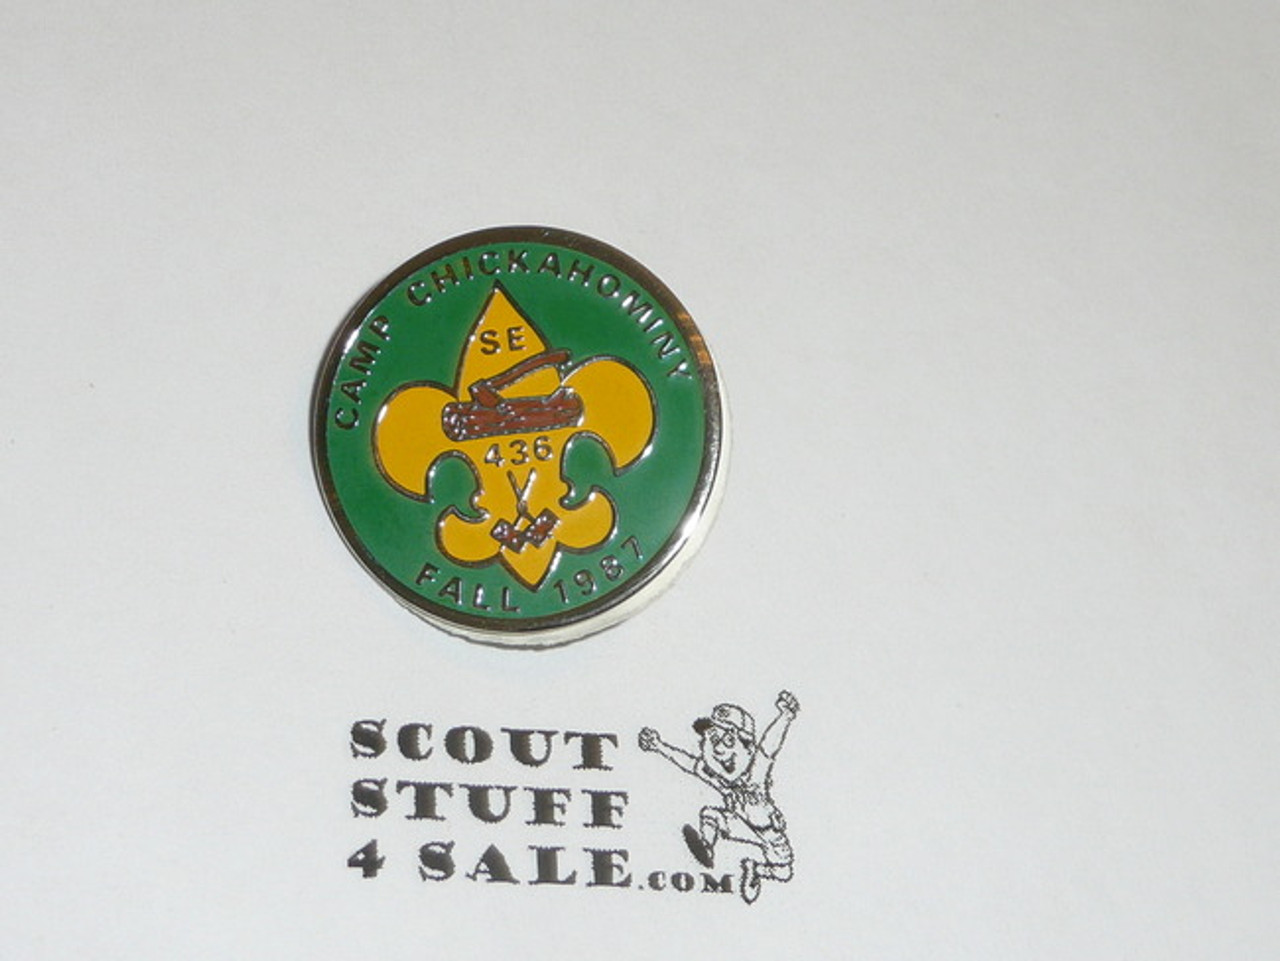 CAMP CHICKAHOMINY
SE
436
FALL 1987
SCOUT
STUFF
4 SALE.COM